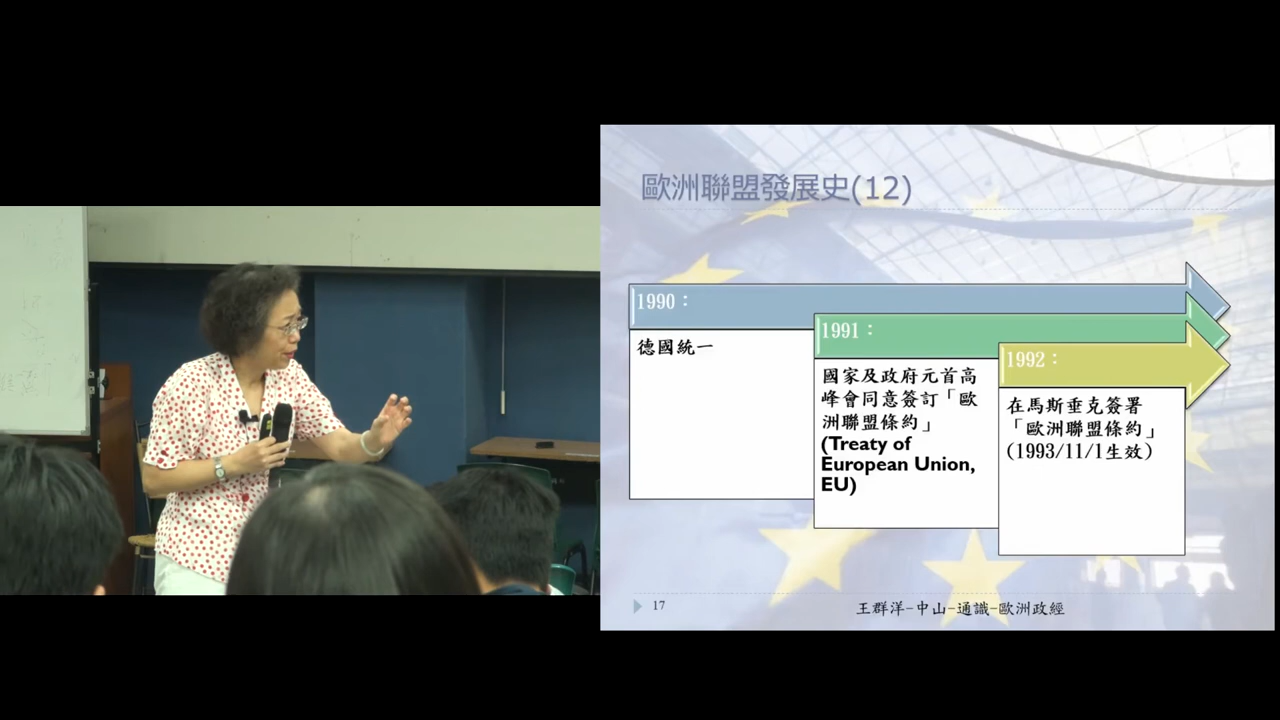 歐洲聯盟發展史(12)
1990：
德國統一
1991：
國家及政府元首高
峰會同意簽訂「歐
洲聯盟條約」
(Treaty of
European Union,
EU)
1992：
在馬斯垂克簽署
「歐洲聯盟條約」
(1993/11/1生效)
17
王群洋-中山-通識-歐洲政經